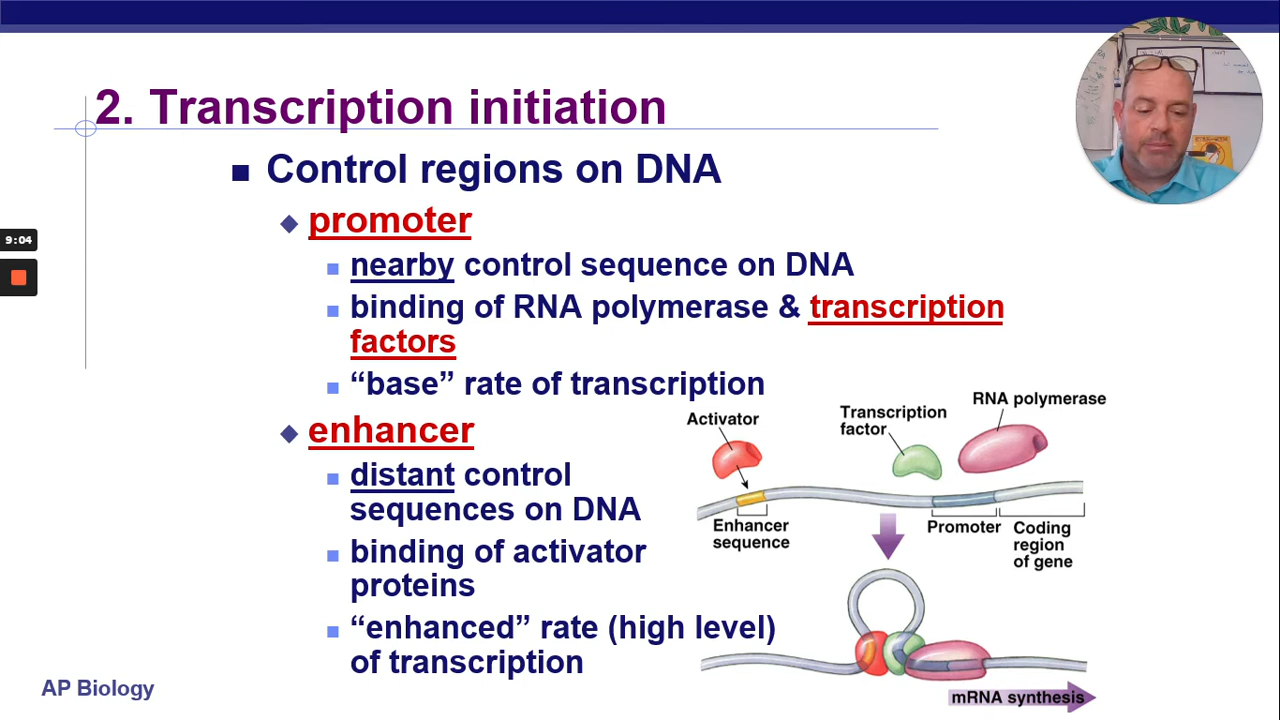 2. Transcription initiation
Control regions on DNA
promoter
nearby control sequence on DNA
binding of RNA polymerase & transcription
factors
“base” rate of transcription
enhancer
distant control
sequences on DNA
binding of activator
proteins
“enhanced” rate (high level)
of transcription
9:04
Activator
Transcription
factor
RNA polymerase
Enhancer
sequence
Promoter
Coding
region
of gene
mRNA synthesis
AP Biology